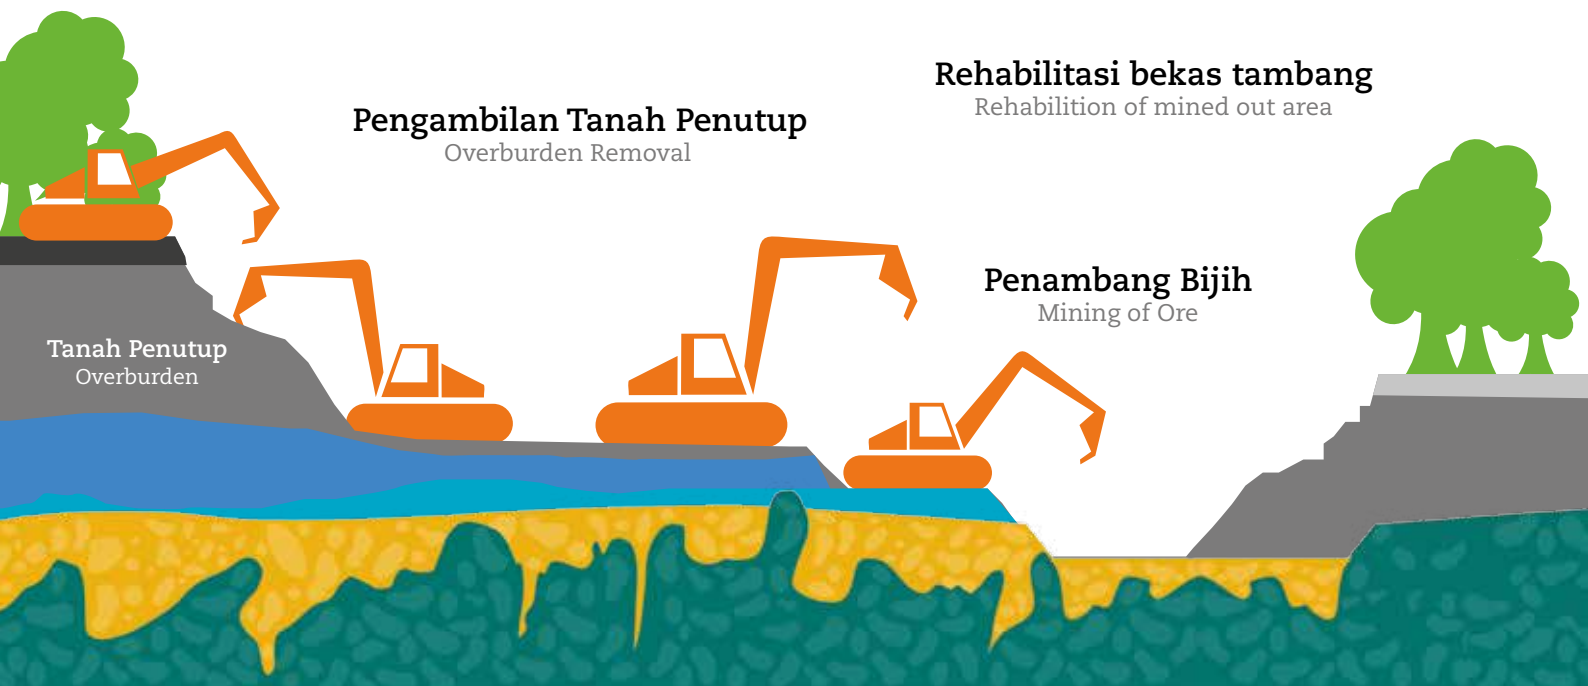 Rehabilitasi bekas tambang
Rehabilition of mined out area
Pengambilan Tanah Penutup
Overburden Removal
Penambang Bijih
Mining of Ore
Tanah Penutup
Overburden